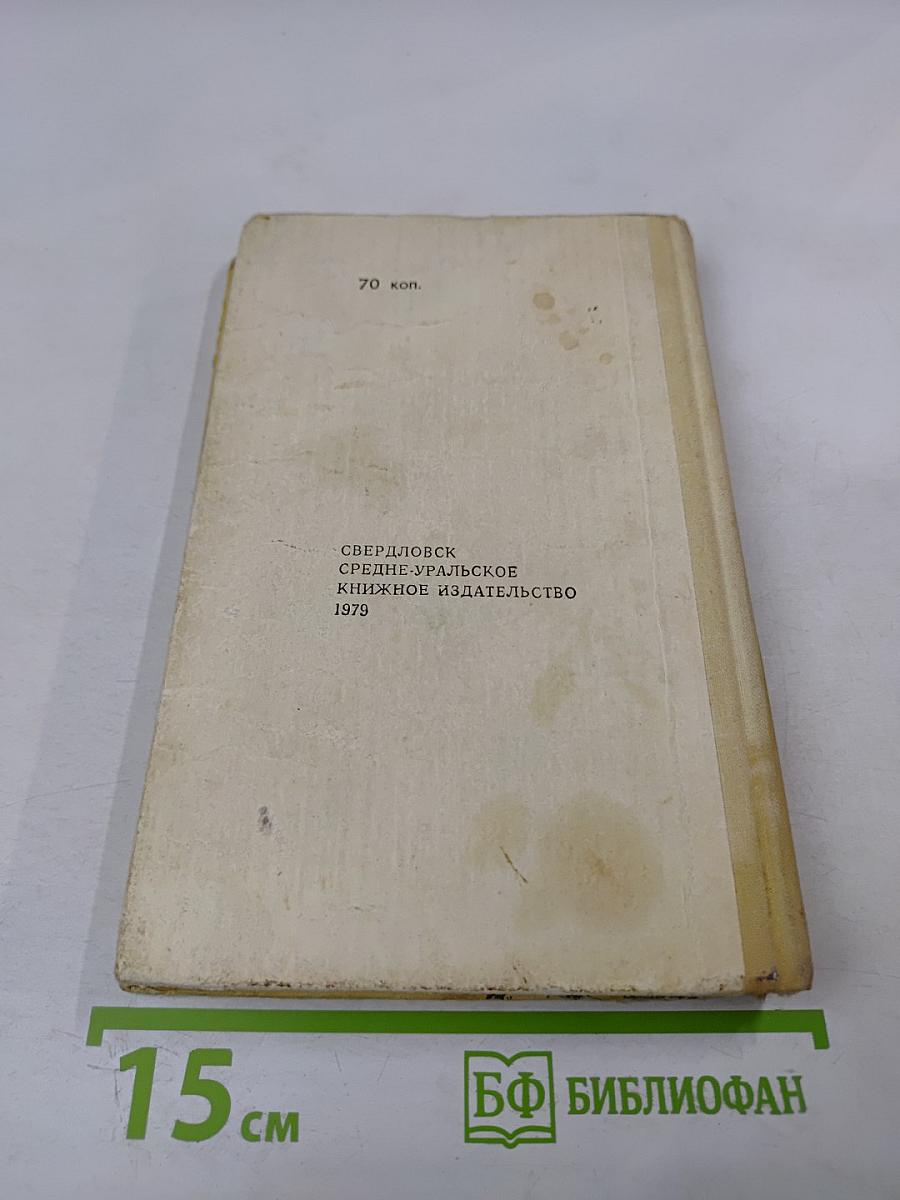 70 коп.
СВЕРДЛОВСК
СРЕДНЕ-УРАЛЬСКОЕ
КНИЖНОЕ ИЗДАТЕЛЬСТВО
1979
15 см
БФ БИБЛИОФАН